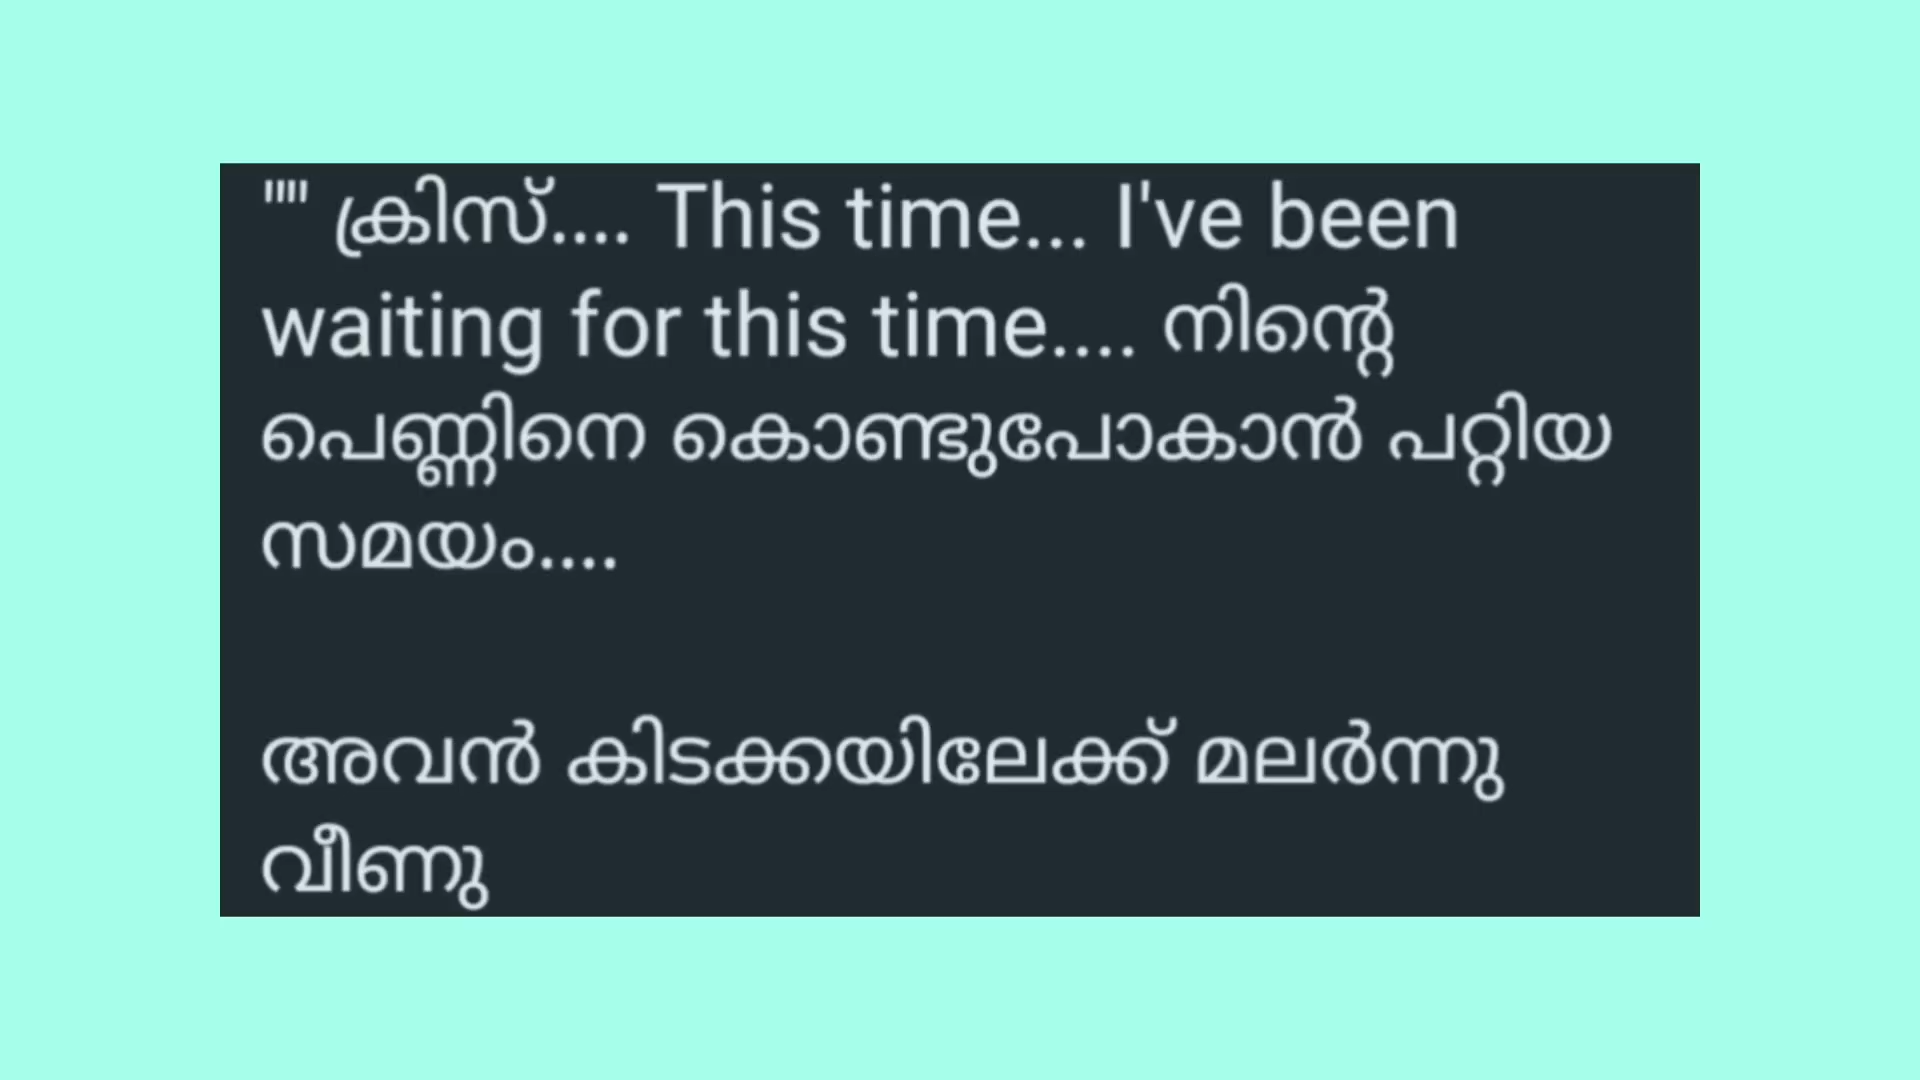 "" ക്രിസ്.... This time... I've been
waiting for this time.... നിന്റെ
പെണ്ണിനെ കൊണ്ടുപോകാൻ പറ്റിയ
സമയം....
അവൻ കിടക്കയിലേക്ക് മലർന്നു
വീണു